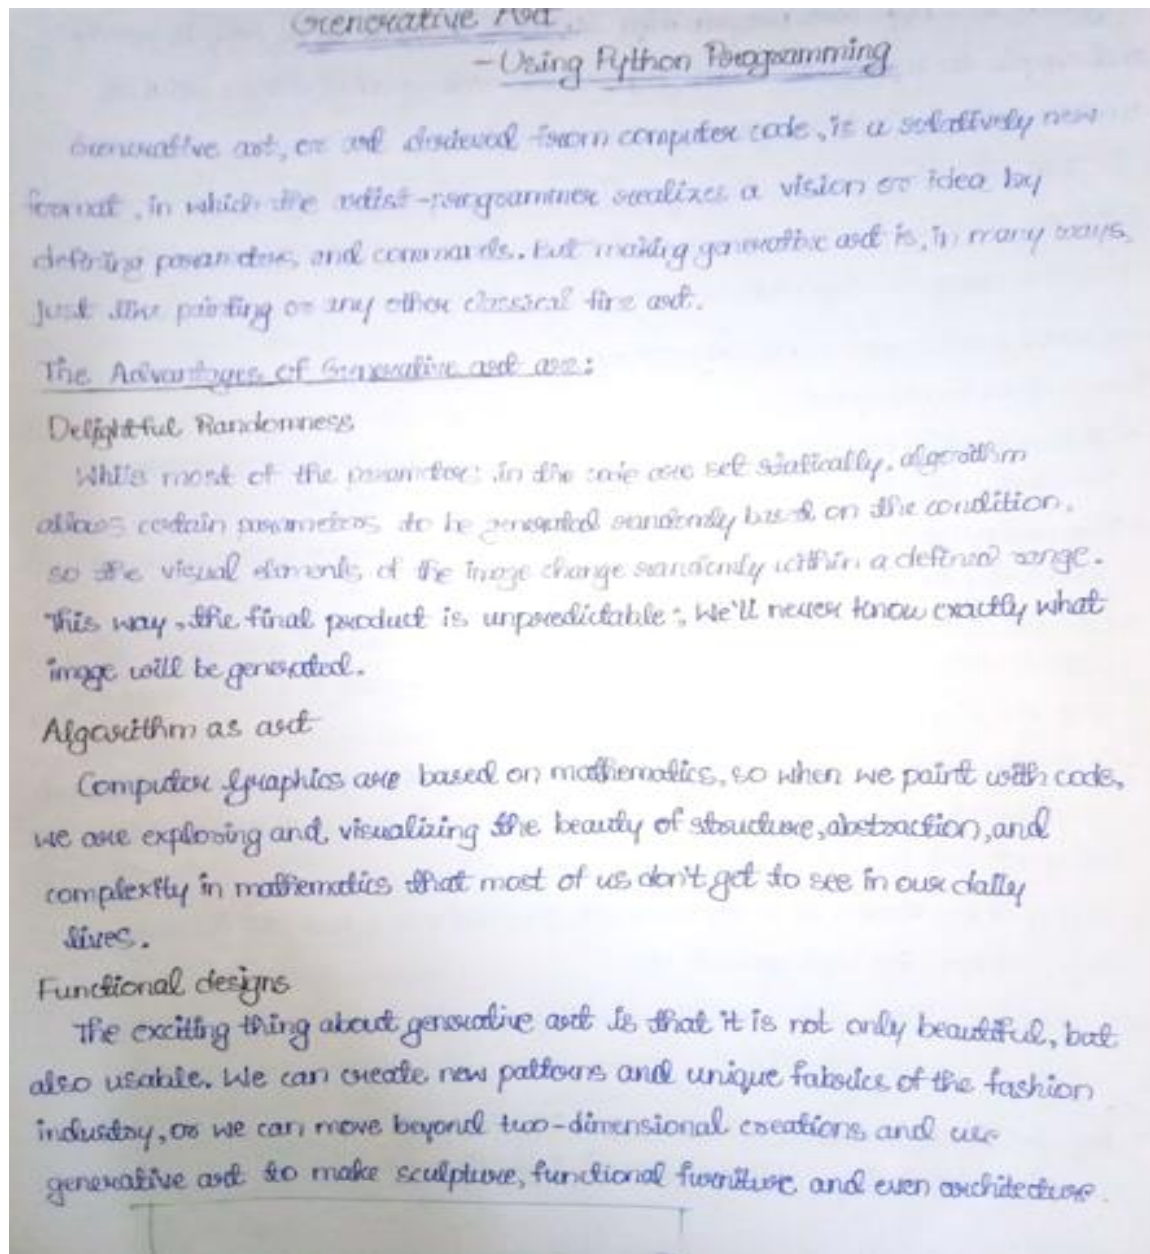 Generative Art
- Using Python Programming
Generative art, or art derived from computer code, is a relatively new
format, in which the artist-programmer realizes a vision or idea by
defining parameters, and commands. But making generative art is, in many ways,
just like painting or any other classical fine art.
The Advantages of Generative art are:
Delightful Randomness
While most of the parameters in the code are set statically, algorithm
allows certain parameters to be generated randomly based on the condition,
so the visual elements of the image change randomly within a defined range.
This way, the final product is unpredictable; We'll never know exactly what
image will be generated.
Algorithm as art
Computer Graphics are based on mathematics, so when we paint with code,
we are exploring and visualizing the beauty of structure, abstraction, and
complexity in mathematics that most of us don't get to see in our daily
lives.
Functional designs
The exciting thing about generative art is that it is not only beautiful, but
also usable. We can create new patterns and unique fabrics of the fashion
industry, or we can move beyond two-dimensional creations and use
generative art to make sculpture, functional furniture and even architecture.